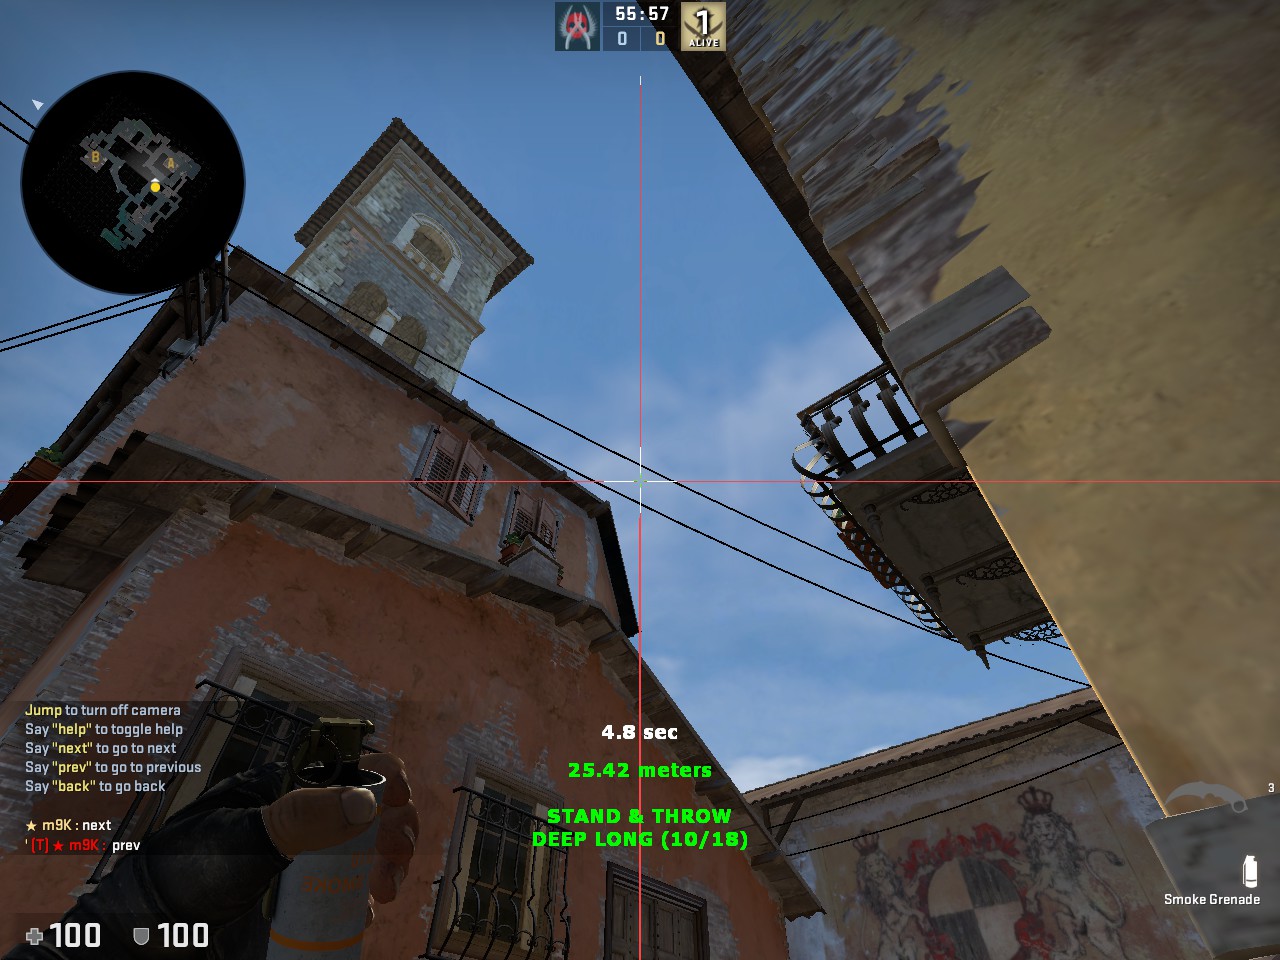 55:57
0 0
1
ALIVE
B
A
4.8 sec
25.42 meters
STAND & THROW
DEEP LONG (10/18)
Jump to turn off camera
Say "help" to toggle help
Say "next" to go to next
Say "prev" to go to previous
Say "back" to go back
★ m9K : next
' (T) ★ m9K : prev
3
Smoke Grenade
100 100